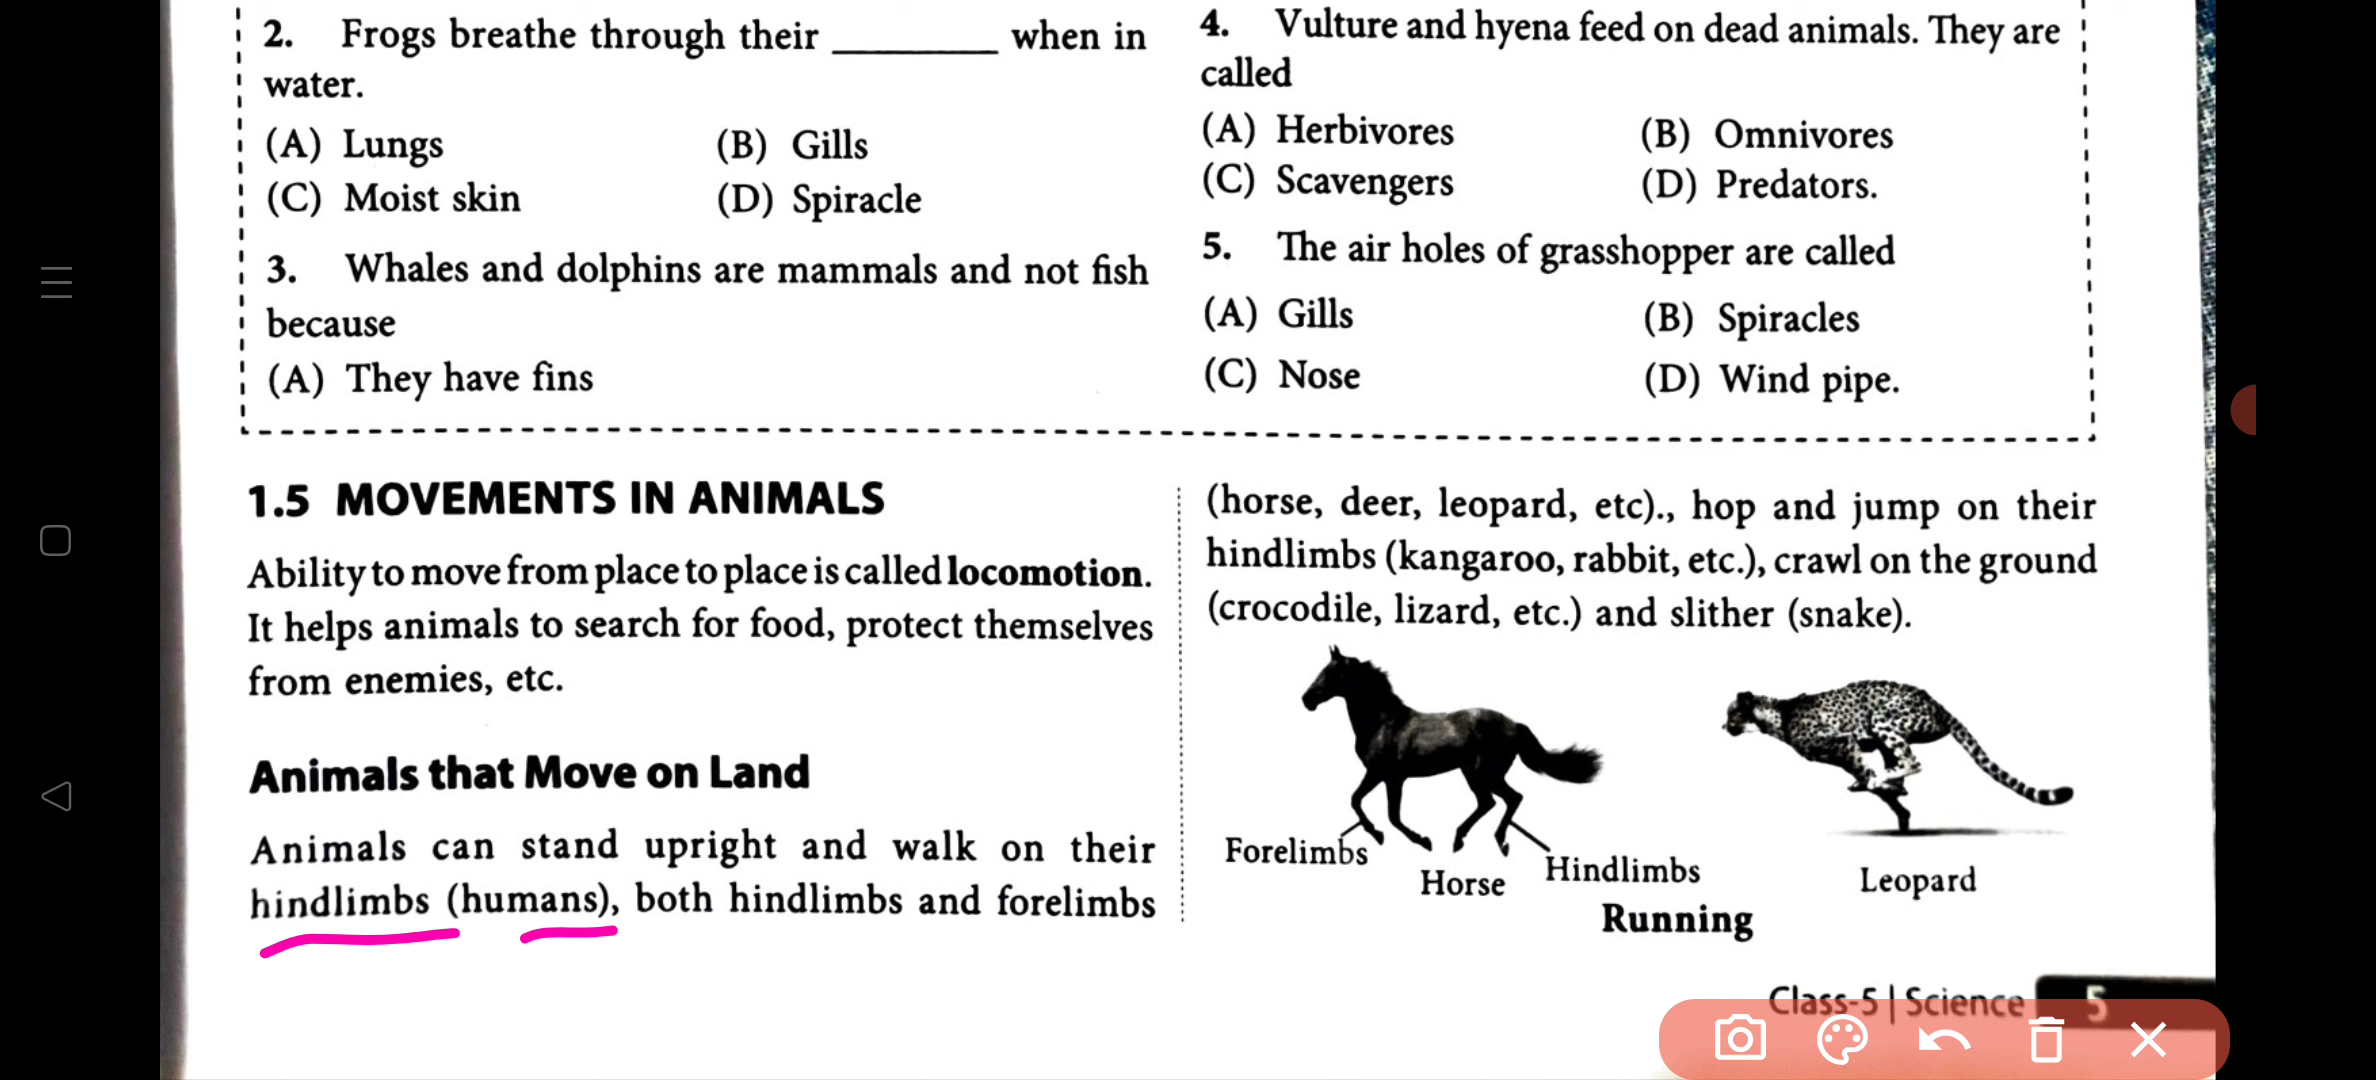 2. Frogs breathe through their ________ when in
water.
(A) Lungs (B) Gills
(C) Moist skin (D) Spiracle
3. Whales and dolphins are mammals and not fish
because
(A) They have fins
4. Vulture and hyena feed on dead animals. They are
called
(A) Herbivores (B) Omnivores
(C) Scavengers (D) Predators.
5. The air holes of grasshopper are called
(A) Gills (B) Spiracles
(C) Nose (D) Wind pipe.
1.5 MOVEMENTS IN ANIMALS
Ability to move from place to place is called locomotion.
It helps animals to search for food, protect themselves
from enemies, etc.
Animals that Move on Land
Animals can stand upright and walk on their
hindlimbs (humans), both hindlimbs and forelimbs
(horse, deer, leopard, etc)., hop and jump on their
hindlimbs (kangaroo, rabbit, etc.), crawl on the ground
(crocodile, lizard, etc.) and slither (snake).
Forelimbs
Horse
Hindlimbs
Leopard
Running
Class-5 | Science 5